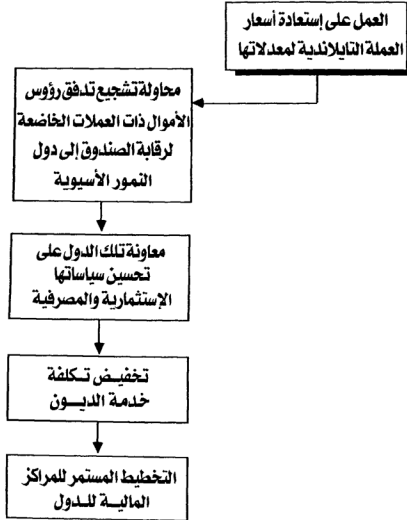 العمل على إستعادة أسعار
العملة التايلاندية لمعدلاتها
محاولة تشجيع تدفق رؤوس
الأموال ذات العملات الخاضعة
لرقابة الصندوق إلى دول
النمور الأسيوية
معاونة تلك الدول على
تحسين سياساتها
الإستثمارية والمصرفية
تخفيض تكلفة
خدمة الديون
التخطيط المستمر للمراكز
المالية للدول